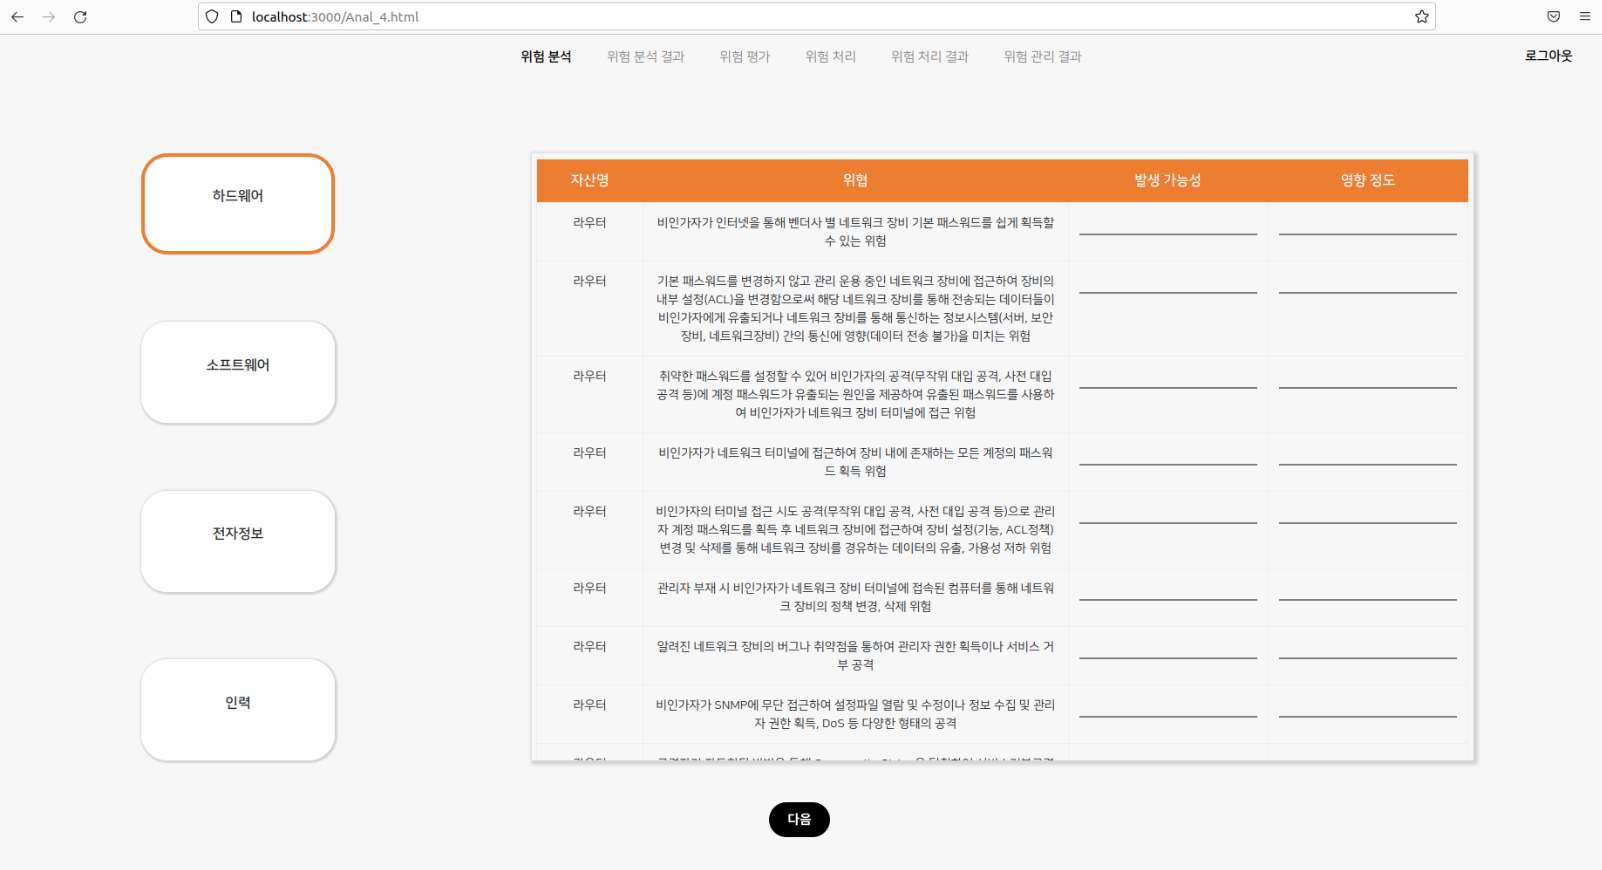 localhost:3000/Anal_4.html
위험 분석 위험 분석 결과 위험 평가 위험 처리 위험 처리 결과 위험 관리 결과 로그아웃
하드웨어
소프트웨어
전자정보
인력
자산명 위협 발생 가능성 영향 정도
라우터 비인가자가 인터넷을 통해 벤더사 별 네트워크 장비 기본 패스워드를 쉽게 획득할
수 있는 위험
라우터 기본 패스워드를 변경하지 않고 관리 운용 중인 네트워크 장비에 접근하여 장비의
내부 설정(ACL)을 변경함으로써 해당 네트워크 장비를 통해 전송되는 데이터들이
비인가자에게 유출되거나 네트워크 장비를 통해 통신하는 정보시스템(서버, 보안
장비, 네트워크장비) 간의 통신에 영향(데이터 전송 불가)을 미치는 위험
라우터 취약한 패스워드를 설정할 수 있어 비인가자의 공격(무작위 대입 공격, 사전 대입
공격 등)에 계정 패스워드가 유출되는 원인을 제공하여 유출된 패스워드를 사용하
여 비인가자가 네트워크 장비 터미널에 접근 위험
라우터 비인가자가 네트워크 터미널에 접근하여 장비 내에 존재하는 모든 계정의 패스워
드 획득 위험
라우터 비인가자의 터미널 접근 시도 공격(무작위 대입 공격, 사전 대입 공격 등)으로 관리
자 계정 패스워드를 획득 후 네트워크 장비에 접근하여 장비 설정(기능, ACL정책)
변경 및 삭제를 통해 네트워크 장비를 경유하는 데이터의 유출, 가용성 저하 위험
라우터 관리자 부재 시 비인가자가 네트워크 장비 터미널에 접속된 컴퓨터를 통해 네트워
크 장비의 정책 변경, 삭제 위험
라우터 알려진 네트워크 장비의 버그나 취약점을 통하여 관리자 권한 획득이나 서비스 거
부 공격
라우터 비인가자가 SNMP에 무단 접근하여 설정파일 열람 및 수정이나 정보 수집 및 관리
자 권한 획득, DoS 등 다양한 형태의 공격
라우터
다음